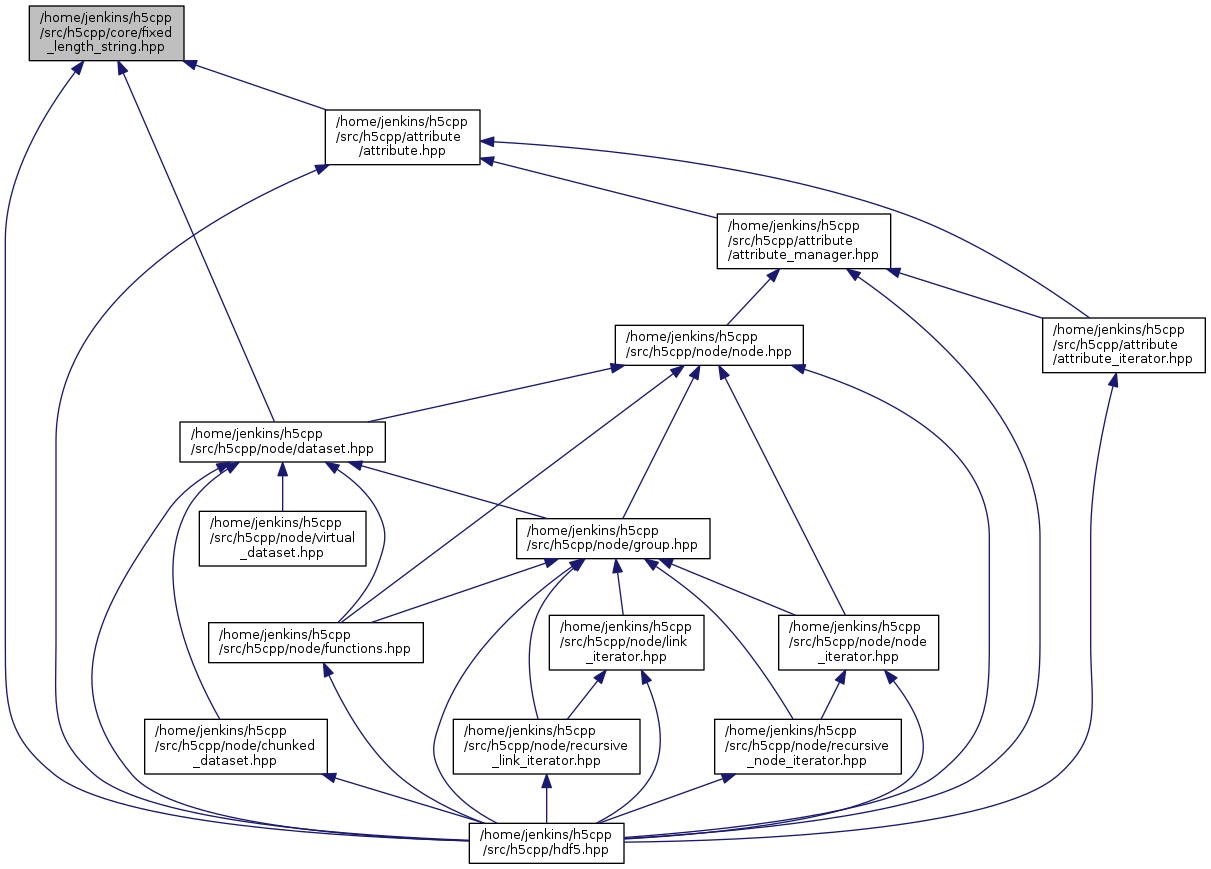 /home/jenkins/h5cpp
/src/h5cpp/core/fixed
_length_string.hpp
/home/jenkins/h5cpp
/src/h5cpp/attribute
/attribute.hpp
/home/jenkins/h5cpp
/src/h5cpp/attribute
/attribute_manager.hpp
/home/jenkins/h5cpp
/src/h5cpp/node/node.hpp
/home/jenkins/h5cpp
/src/h5cpp/attribute
/attribute_iterator.hpp
/home/jenkins/h5cpp
/src/h5cpp/node/dataset.hpp
/home/jenkins/h5cpp
/src/h5cpp/node/virtual
_dataset.hpp
/home/jenkins/h5cpp
/src/h5cpp/node/group.hpp
/home/jenkins/h5cpp
/src/h5cpp/node/functions.hpp
/home/jenkins/h5cpp
/src/h5cpp/node/link
_iterator.hpp
/home/jenkins/h5cpp
/src/h5cpp/node/node
_iterator.hpp
/home/jenkins/h5cpp
/src/h5cpp/node/chunked
_dataset.hpp
/home/jenkins/h5cpp
/src/h5cpp/node/recursive
_link_iterator.hpp
/home/jenkins/h5cpp
/src/h5cpp/node/recursive
_node_iterator.hpp
/home/jenkins/h5cpp
/src/h5cpp/hdf5.hpp